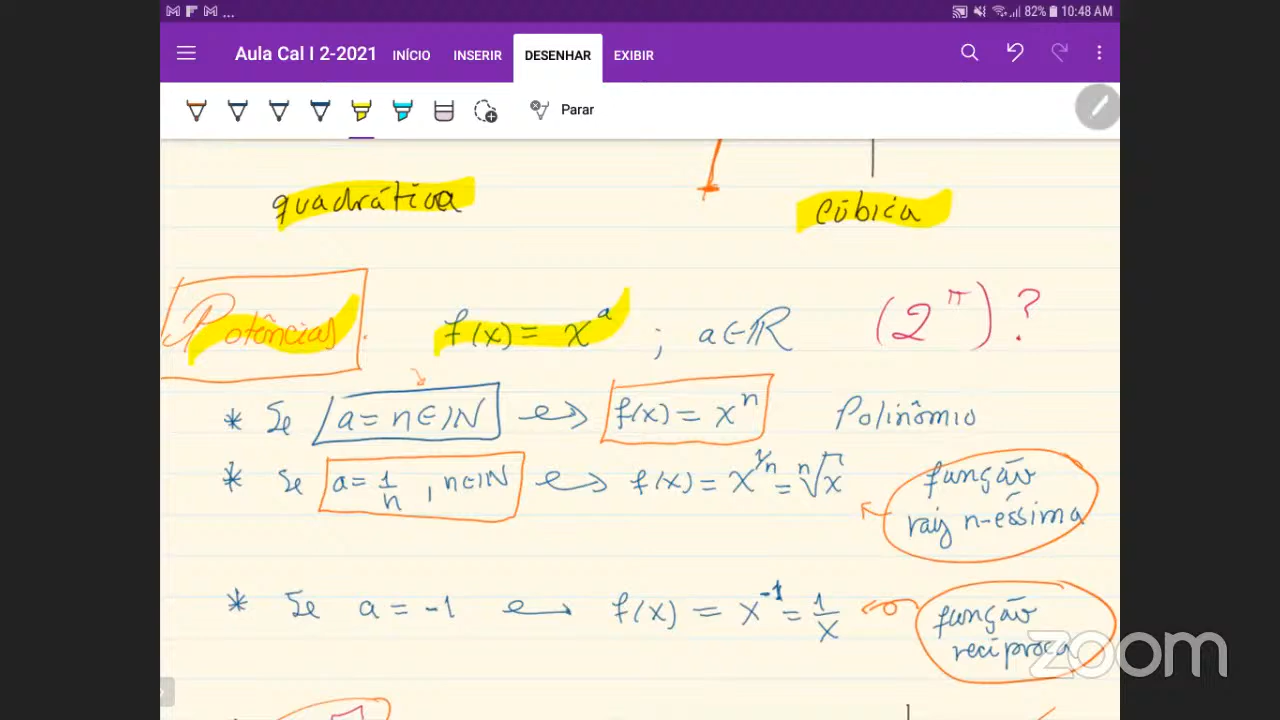 ... 82% 10:48 AM
Aula Cal I 2-2021 INÍCIO INSERIR DESENHAR EXIBIR
Parar
quadrática cúbica
Potências. f(x) = x^a ; a∈ℝ (2^π) ?
* Se a = n∈ℕ ⟹ f(x) = x^n Polinômio
* Se a = 1/n, n∈ℕ ⟹ f(x) = x^{1/n} = ⁿ√x função
raiz n-éssima
* Se a = -1 ⟹ f(x) = x^{-1} = 1/x função
recíproca
zoom